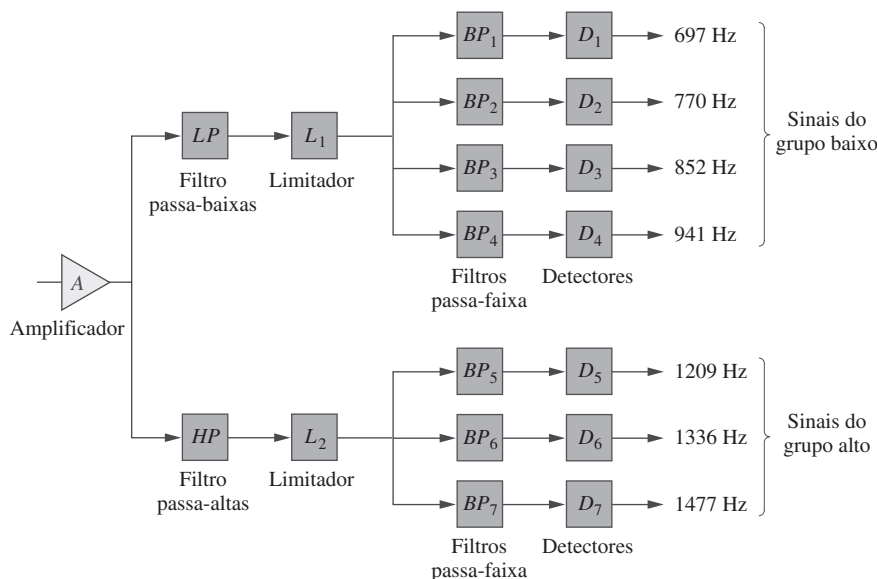 BP1 D1 697 Hz
BP2 D2 770 Hz
Sinais do
grupo baixo
LP L1
Filtro
passa-baixas
Limitador
BP3 D3 852 Hz
BP4 D4 941 Hz
Filtros
passa-faixa
Detectores
A
Amplificador
BP5 D5 1209 Hz
HP L2
Filtro
passa-altas
Limitador
BP6 D6 1336 Hz
Sinais do
grupo alto
BP7 D7 1477 Hz
Filtros
passa-faixa
Detectores